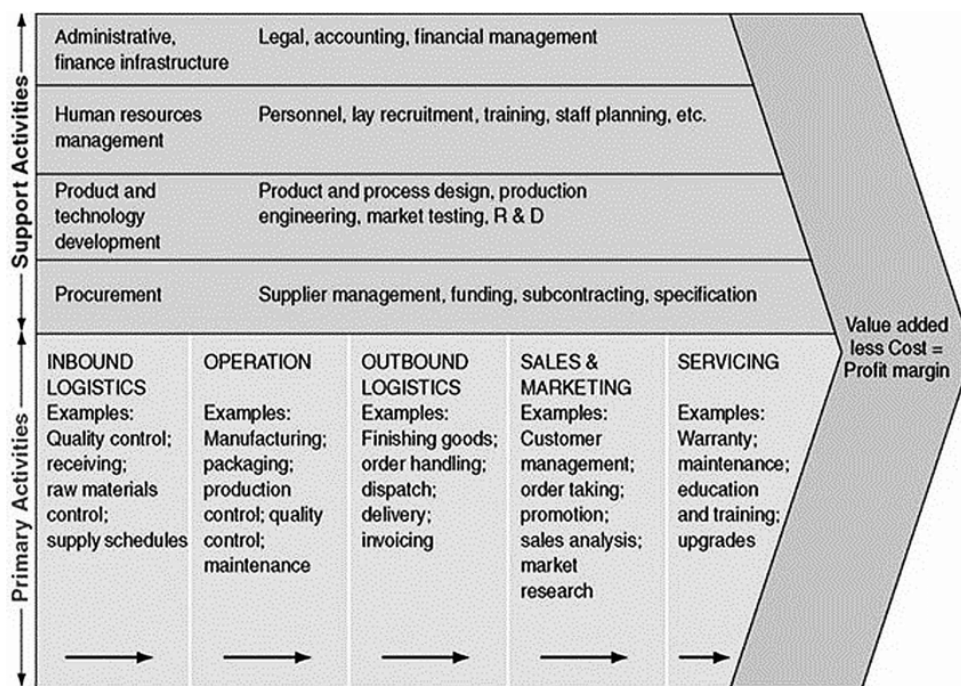 Support Activities
Administrative,
finance infrastructure
Legal, accounting, financial management
Human resources
management
Personnel, lay recruitment, training, staff planning, etc.
Product and
technology
development
Product and process design, production
engineering, market testing, R & D
Procurement
Supplier management, funding, subcontracting, specification
Primary Activities
INBOUND
LOGISTICS
Examples:
Quality control;
receiving;
raw materials
control;
supply schedules
OPERATION
Examples:
Manufacturing;
packaging;
production
control; quality
control;
maintenance
OUTBOUND
LOGISTICS
Examples:
Finishing goods;
order handling;
dispatch;
delivery;
invoicing
SALES &
MARKETING
Examples:
Customer
management;
order taking;
promotion;
sales analysis;
market
research
SERVICING
Examples:
Warranty;
maintenance;
education
and training;
upgrades
Value added
less Cost =
Profit margin